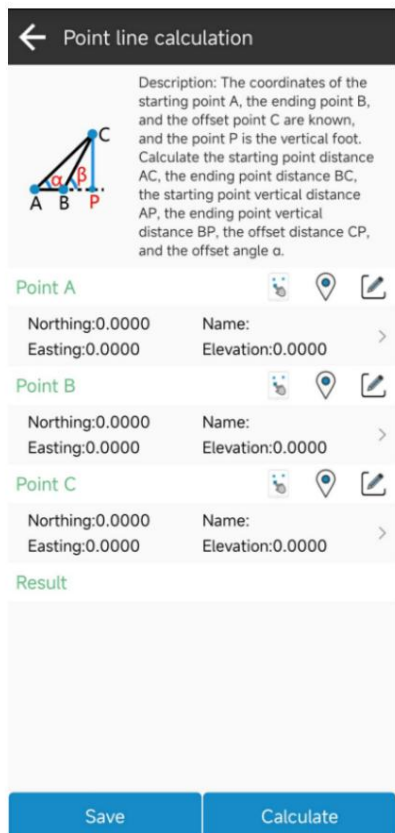 Point line calculation
Description: The coordinates of the
starting point A, the ending point B,
and the offset point C are known,
and the point P is the vertical foot.
Calculate the starting point distance
AC, the ending point distance BC,
the starting point vertical distance
AP, the ending point vertical
distance BP, the offset distance CP,
and the offset angle α.
C
α β
A B P
Point A
Northing:0.0000 Name:
Easting:0.0000 Elevation:0.0000
Point B
Northing:0.0000 Name:
Easting:0.0000 Elevation:0.0000
Point C
Northing:0.0000 Name:
Easting:0.0000 Elevation:0.0000
Result
Save Calculate